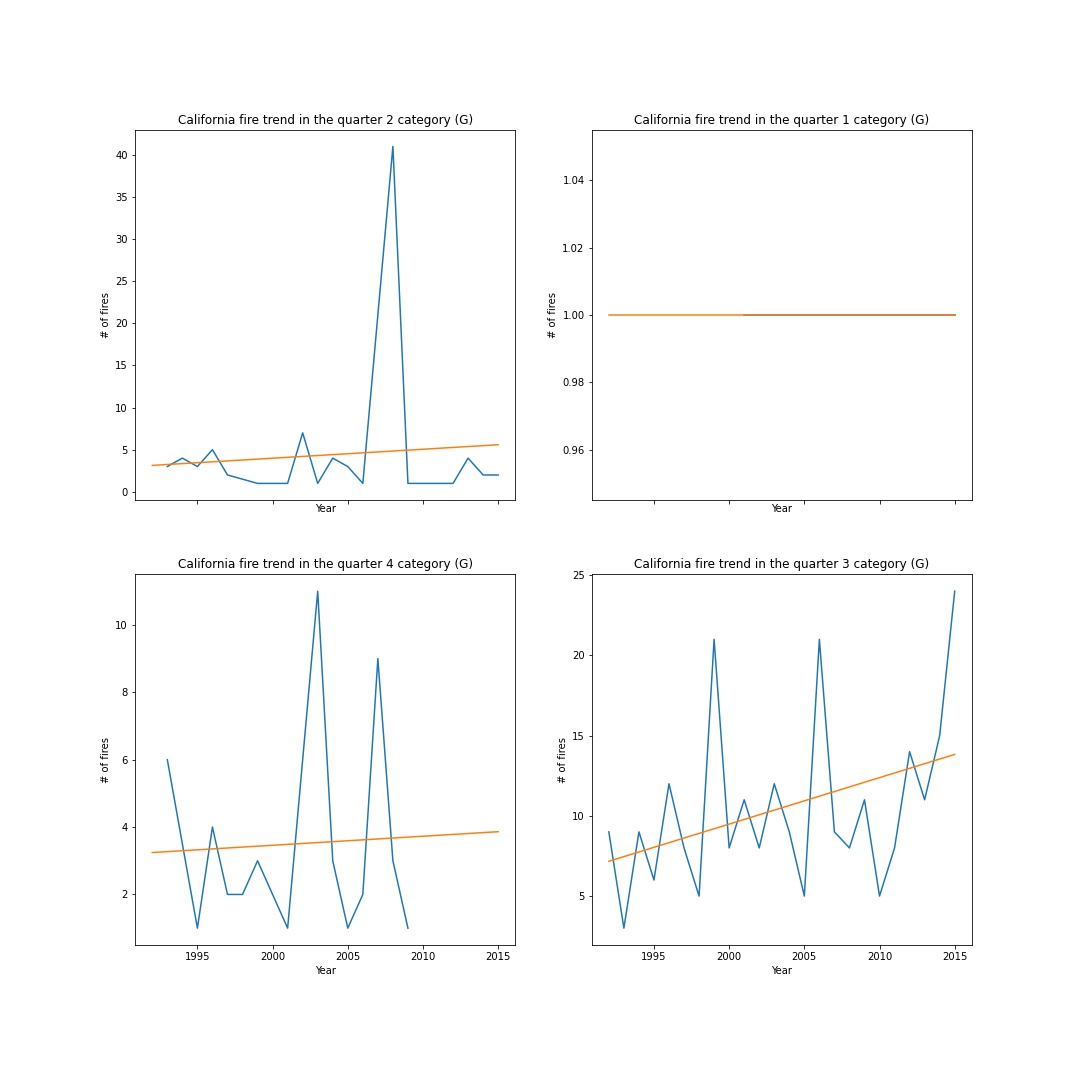 California fire trend in the quarter 2 category (G)
40
35
30
25
20
15
10
5
0
# of fires
Year
California fire trend in the quarter 1 category (G)
1.04
1.02
1.00
0.98
0.96
# of fires
Year
California fire trend in the quarter 4 category (G)
10
8
6
4
2
# of fires
1995 2000 2005 2010 2015
Year
California fire trend in the quarter 3 category (G)
25
20
15
10
5
# of fires
1995 2000 2005 2010 2015
Year